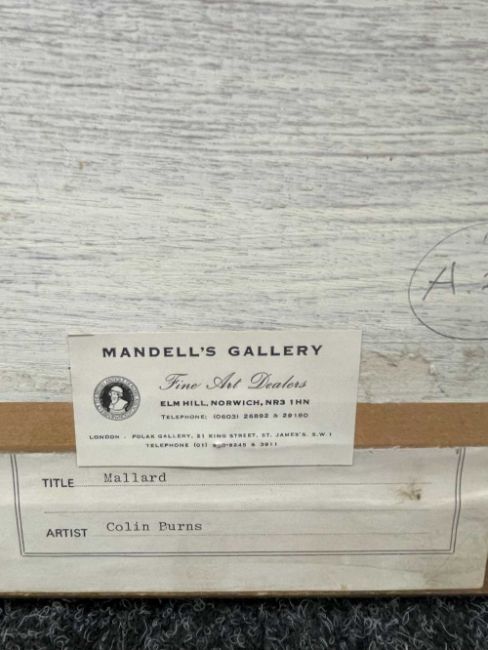 A
MANDELL'S GALLERY
Fine Art Dealers
ELM HILL, NORWICH, NR3 1HN
TELEPHONE: (0603) 26892 & 29180
LONDON - POLAK GALLERY, 21 KING STREET, ST. JAMES'S, S.W.1
TELEPHONE (01) & 3911
TITLE Mallard
ARTIST Colin Burns